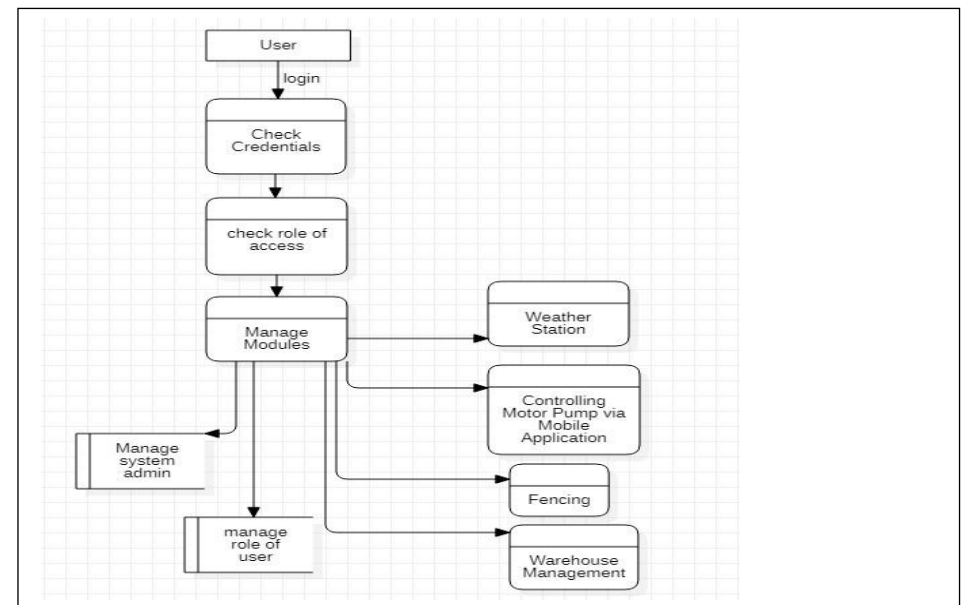 User
login
Check
Credentials
check role of
access
Manage
Modules
Weather
Station
Controlling
Motor Pump via
Mobile
Application
Manage
system
admin
Fencing
manage
role of
user
Warehouse
Management